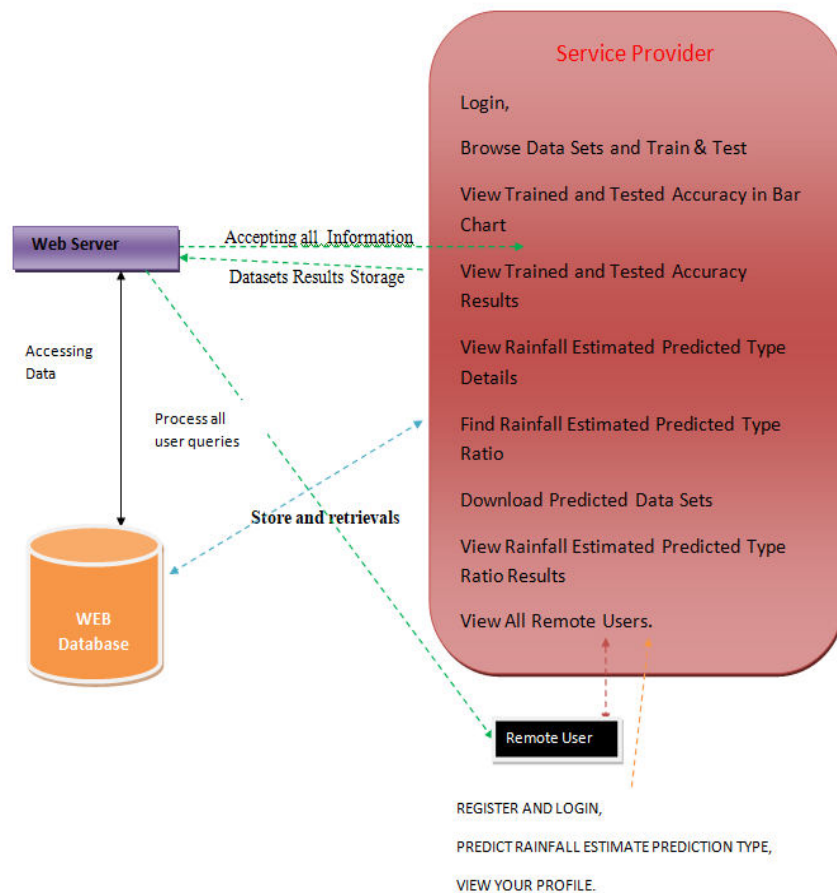 Service Provider
Login,
Browse Data Sets and Train & Test
View Trained and Tested Accuracy in Bar
Chart
View Trained and Tested Accuracy
Results
View Rainfall Estimated Predicted Type
Details
Find Rainfall Estimated Predicted Type
Ratio
Download Predicted Data Sets
View Rainfall Estimated Predicted Type
Ratio Results
View All Remote Users.
Web Server
Accepting all Information
Datasets Results Storage
Accessing
Data
Process all
user queries
Store and retrievals
WEB
Database
Remote User
REGISTER AND LOGIN,
PREDICT RAINFALL ESTIMATE PREDICTION TYPE,
VIEW YOUR PROFILE.